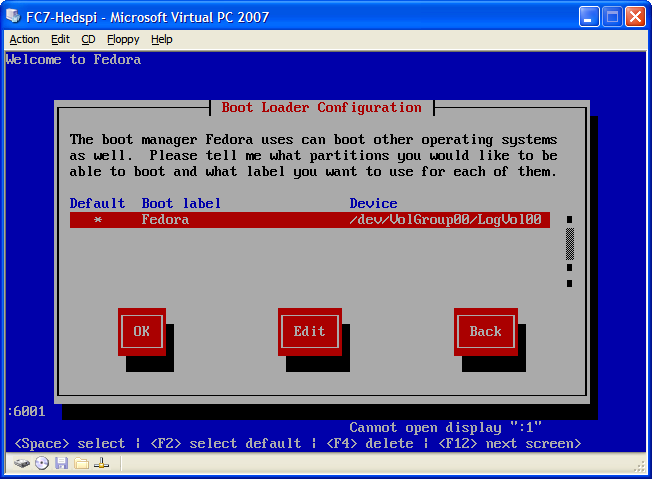 FC7-Hedspi - Microsoft Virtual PC 2007
Action Edit CD Floppy Help
Welcome to Fedora
Boot Loader Configuration
The boot manager Fedora uses can boot other operating systems
as well.  Please tell me what partitions you would like to be
able to boot and what label you want to use for each of them.
Default Boot label Device
* Fedora /dev/VolGroup00/LogVol00
OK Edit Back
:6001
Cannot open display ":1"
<Space> select | <F2> select default | <F4> delete | <F12> next screen>